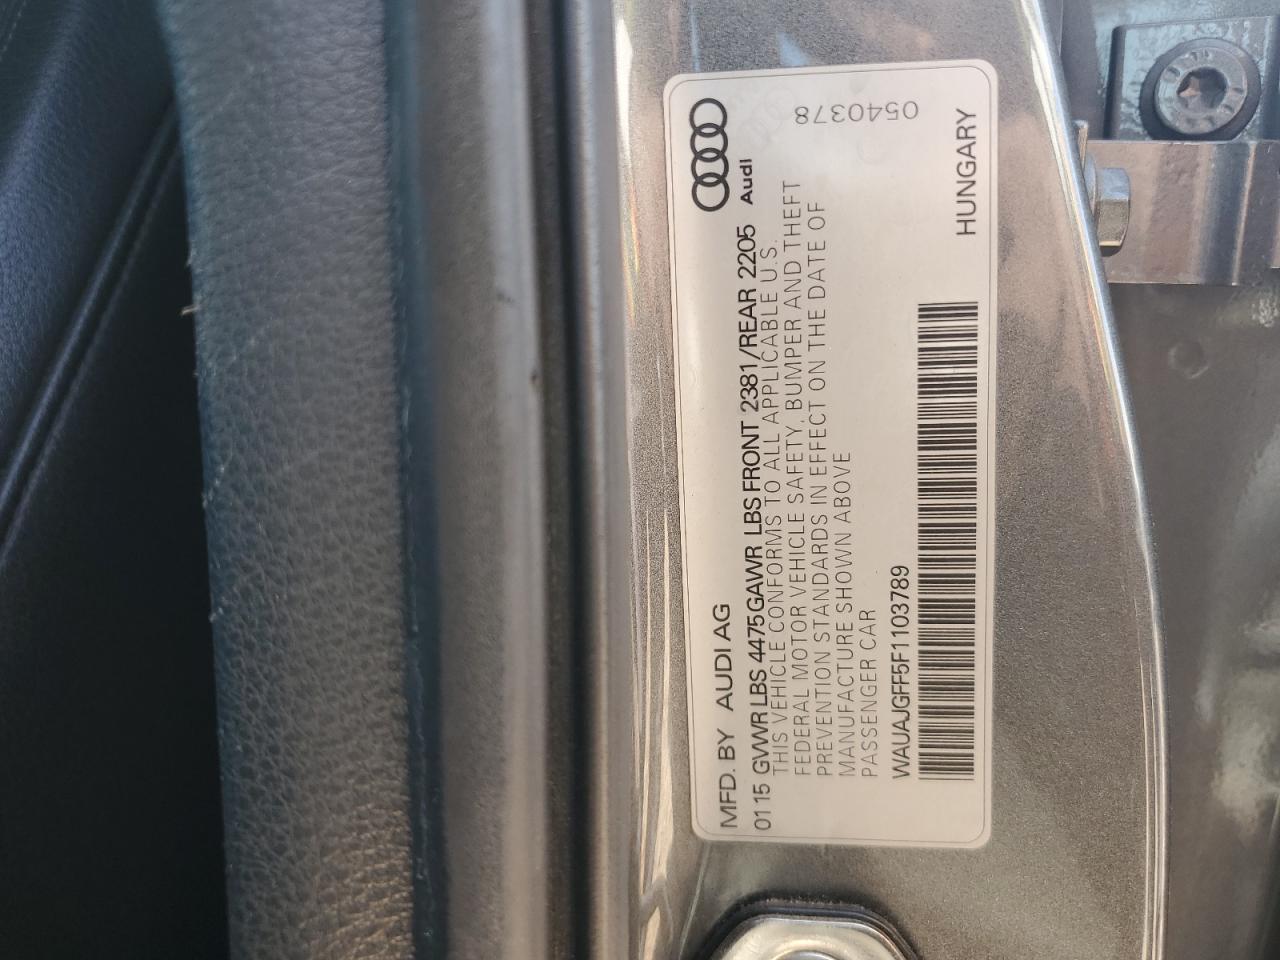 MFD. BY AUDI AG
0115 GVWR LBS 4475 GAWR LBS FRONT 2381/REAR 2205
Audi
THIS VEHICLE CONFORMS TO ALL APPLICABLE U.S.
FEDERAL MOTOR VEHICLE SAFETY, BUMPER AND THEFT
PREVENTION STANDARDS IN EFFECT ON THE DATE OF
MANUFACTURE SHOWN ABOVE
PASSENGER CAR
WAUAJGFF5F1103789
0540378
HUNGARY